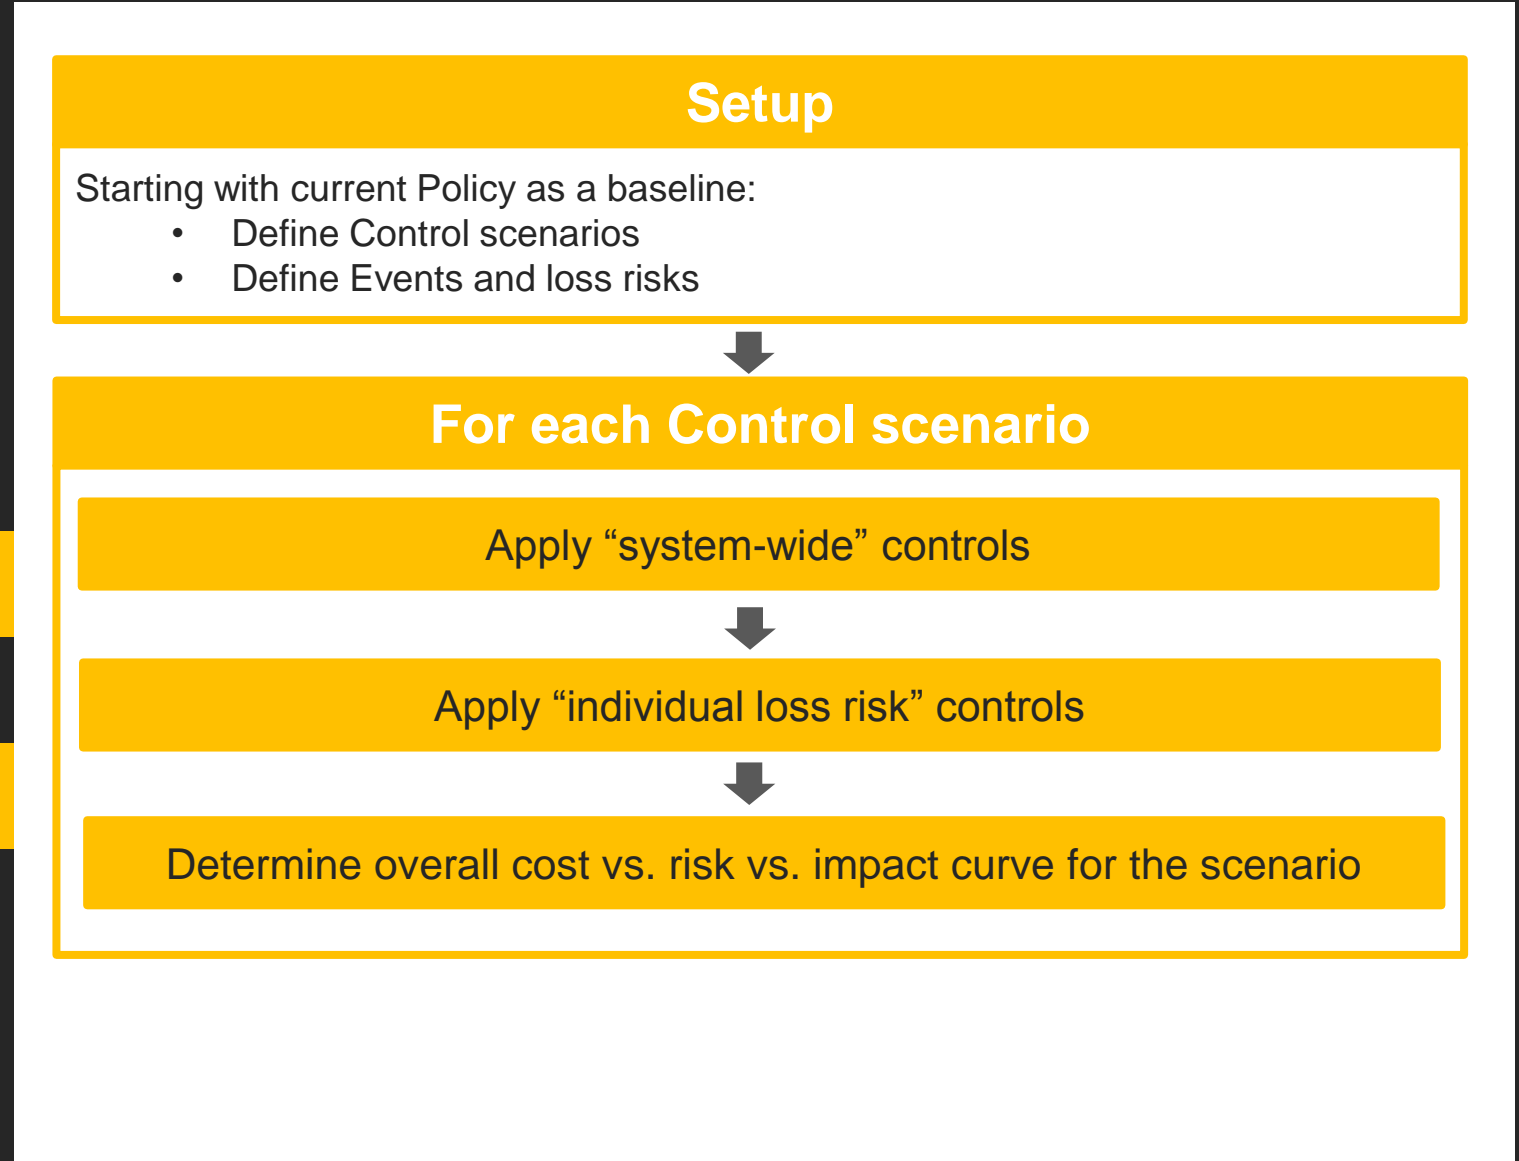 Setup
Starting with current Policy as a baseline:
• Define Control scenarios
• Define Events and loss risks
For each Control scenario
Apply “system-wide” controls
Apply “individual loss risk” controls
Determine overall cost vs. risk vs. impact curve for the scenario